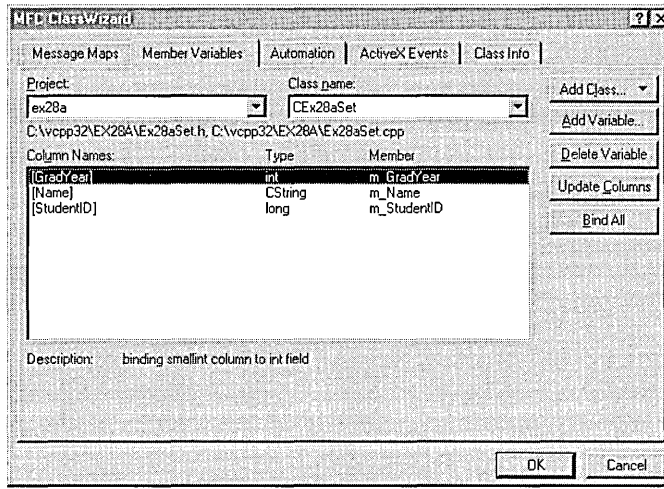 MFC ClassWizard
Message Maps Member Variables Automation ActiveX Events Class Info
Project: Class name:
ex28a CEx28aSet
C:\vcpp32\EX28A\Ex28aSet.h, C:\vcpp32\EX28A\Ex28aSet.cpp
Column Names: Type Member
[GradYear] int m_GradYear
[Name] CString m_Name
[StudentID] long m_StudentID
Add Class...
Add Variable...
Delete Variable
Update Columns
Bind All
Description: binding smallint column to int field
OK Cancel